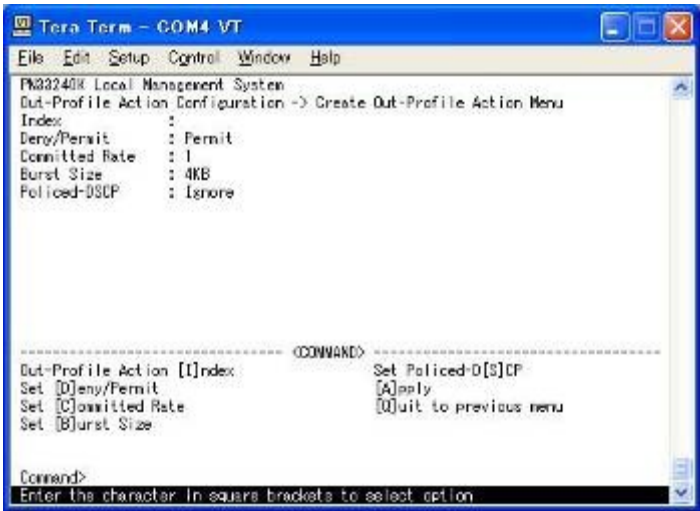 Tera Term - COM4 VT
File Edit Setup Control Window Help
PN33240K Local Management System
Out-Profile Action Configuration -> Create Out-Profile Action Menu
Index :
Deny/Permit : Permit
Committed Rate : 1
Burst Size : 4KB
Policed-DSCP : Ignore
<COMMAND>
Out-Profile Action [I]ndex Set Policed-D[S]CP
Set [D]eny/Permit [A]pply
Set [C]ommitted Rate [Q]uit to previous menu
Set [B]urst Size
Command>
Enter the character in square brackets to select option